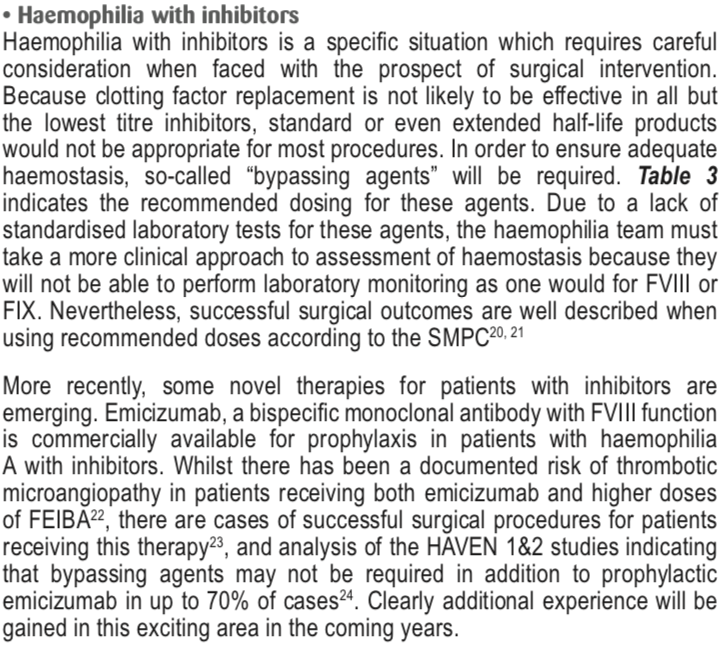 • Haemophilia with inhibitors
Haemophilia with inhibitors is a specific situation which requires careful
consideration when faced with the prospect of surgical intervention.
Because clotting factor replacement is not likely to be effective in all but
the lowest titre inhibitors, standard or even extended half-life products
would not be appropriate for most procedures. In order to ensure adequate
haemostasis, so-called “bypassing agents” will be required. Table 3
indicates the recommended dosing for these agents. Due to a lack of
standardised laboratory tests for these agents, the haemophilia team must
take a more clinical approach to assessment of haemostasis because they
will not be able to perform laboratory monitoring as one would for FVIII or
FIX. Nevertheless, successful surgical outcomes are well described when
using recommended doses according to the SMPC20, 21
More recently, some novel therapies for patients with inhibitors are
emerging. Emicizumab, a bispecific monoclonal antibody with FVIII function
is commercially available for prophylaxis in patients with haemophilia
A with inhibitors. Whilst there has been a documented risk of thrombotic
microangiopathy in patients receiving both emicizumab and higher doses
of FEIBA22, there are cases of successful surgical procedures for patients
receiving this therapy23, and analysis of the HAVEN 1&2 studies indicating
that bypassing agents may not be required in addition to prophylactic
emicizumab in up to 70% of cases24. Clearly additional experience will be
gained in this exciting area in the coming years.